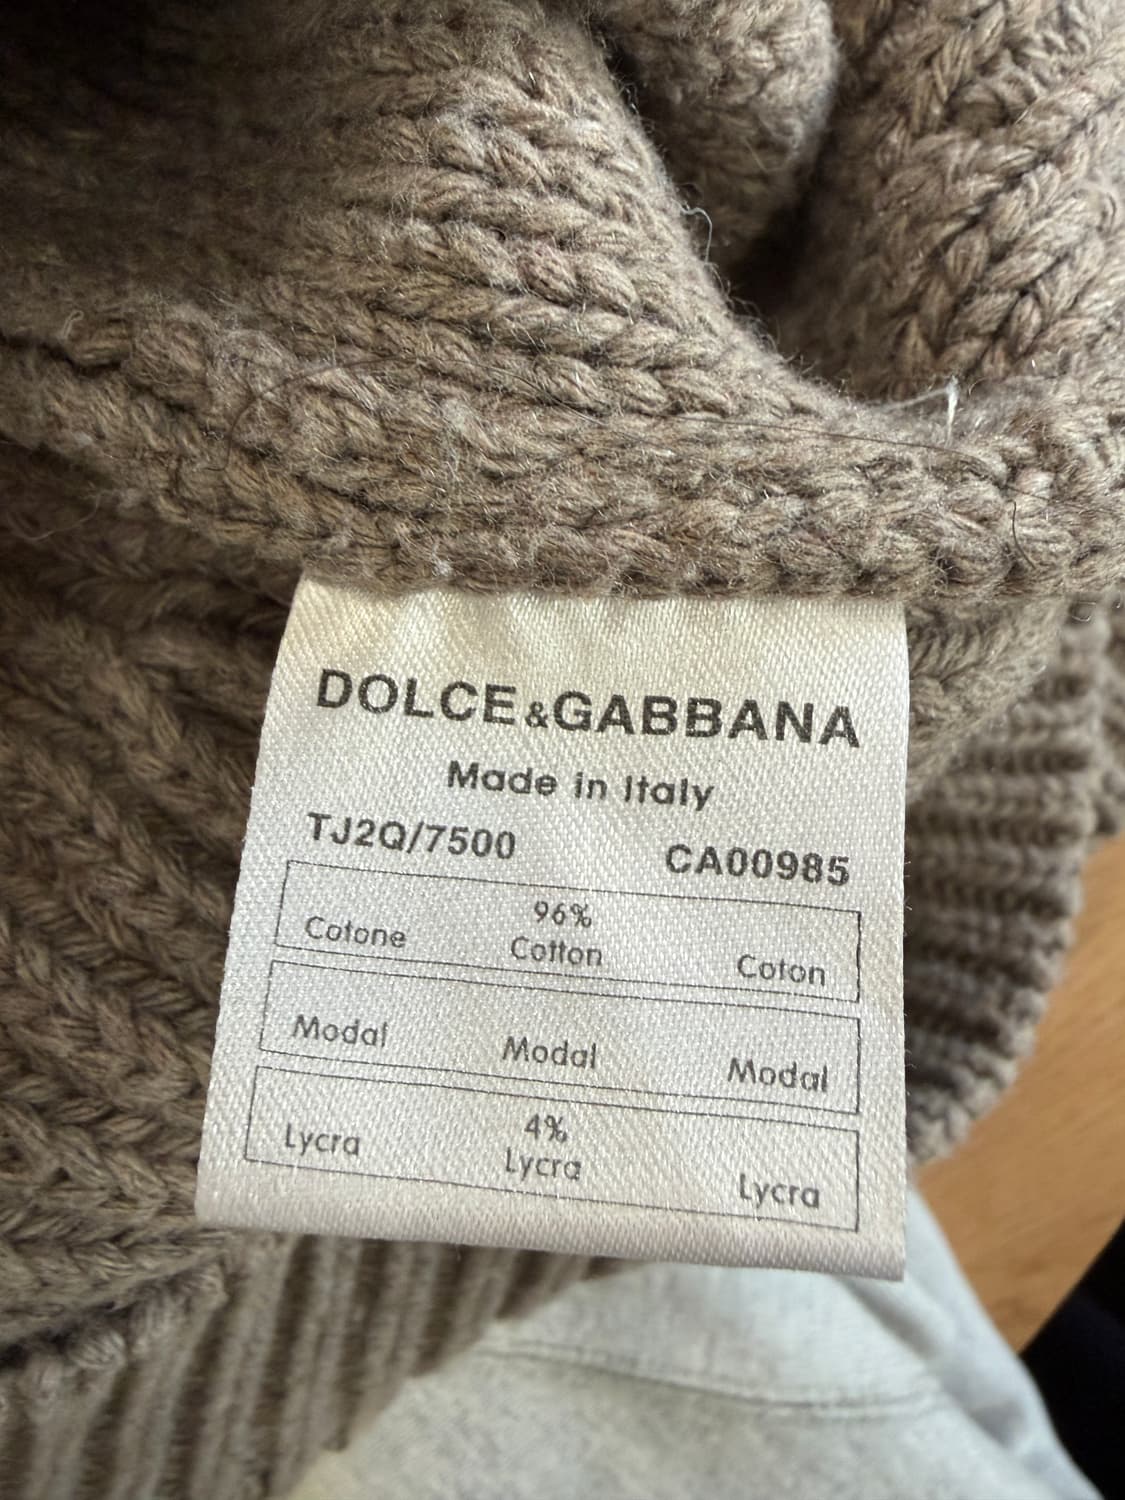 DOLCE&GABBANA
Made in Italy
TJ2Q/7500 CA00985
96%
Cotone Cotton Coton
Modal Modal Modal
4%
Lycra Lycra Lycra